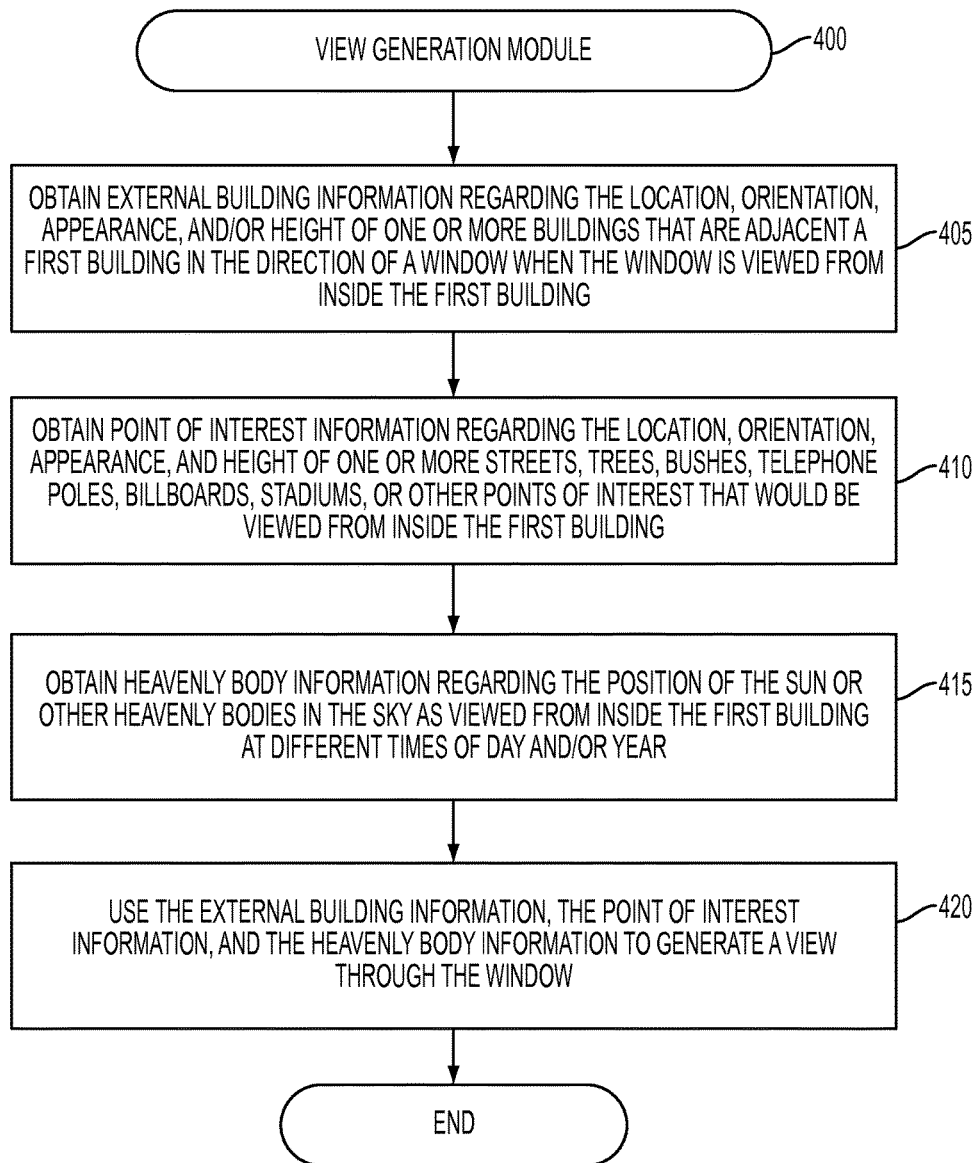 VIEW GENERATION MODULE
400
OBTAIN EXTERNAL BUILDING INFORMATION REGARDING THE LOCATION, ORIENTATION,
APPEARANCE, AND/OR HEIGHT OF ONE OR MORE BUILDINGS THAT ARE ADJACENT A
FIRST BUILDING IN THE DIRECTION OF A WINDOW WHEN THE WINDOW IS VIEWED FROM
INSIDE THE FIRST BUILDING
405
OBTAIN POINT OF INTEREST INFORMATION REGARDING THE LOCATION, ORIENTATION,
APPEARANCE, AND HEIGHT OF ONE OR MORE STREETS, TREES, BUSHES, TELEPHONE
POLES, BILLBOARDS, STADIUMS, OR OTHER POINTS OF INTEREST THAT WOULD BE
VIEWED FROM INSIDE THE FIRST BUILDING
410
OBTAIN HEAVENLY BODY INFORMATION REGARDING THE POSITION OF THE SUN OR
OTHER HEAVENLY BODIES IN THE SKY AS VIEWED FROM INSIDE THE FIRST BUILDING
AT DIFFERENT TIMES OF DAY AND/OR YEAR
415
USE THE EXTERNAL BUILDING INFORMATION, THE POINT OF INTEREST
INFORMATION, AND THE HEAVENLY BODY INFORMATION TO GENERATE A VIEW
THROUGH THE WINDOW
420
END